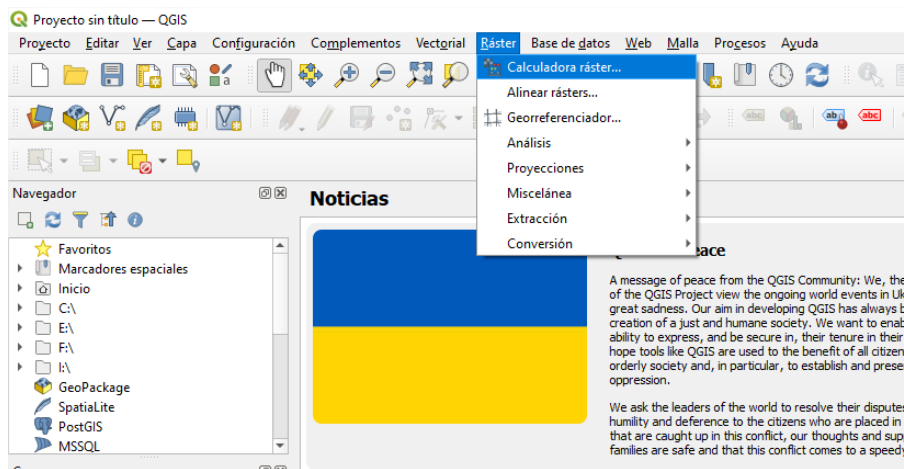 Proyecto sin título — QGIS
Proyecto Editar Ver Capa Configuración Complementos Vectorial Ráster Base de datos Web Malla Procesos Ayuda
Calculadora ráster...
Alinear rásters...
Georreferenciador...
Análisis
Proyecciones
Miscelánea
Extracción
Conversión
abc
ab
abc
Navegador
Favoritos
Marcadores espaciales
Inicio
C:\
E:\
F:\
I:\
GeoPackage
SpatiaLite
PostGIS
MSSQL
Noticias
A message of peace from the QGIS Community: We, the
of the QGIS Project view the ongoing world events in Uk
great sadness. Our aim in developing QGIS has always b
creation of a just and humane society. We want to enab
ability to express, and be secure in, their tenure in their
hope tools like QGIS are used to the benefit of all citizen
orderly society and, in particular, to establish and prese
oppression.
We ask the leaders of the world to resolve their disputes
humility and deference to the citizens who are placed in
that are caught up in this conflict, our thoughts and sup
families are safe and that this conflict comes to a speedy